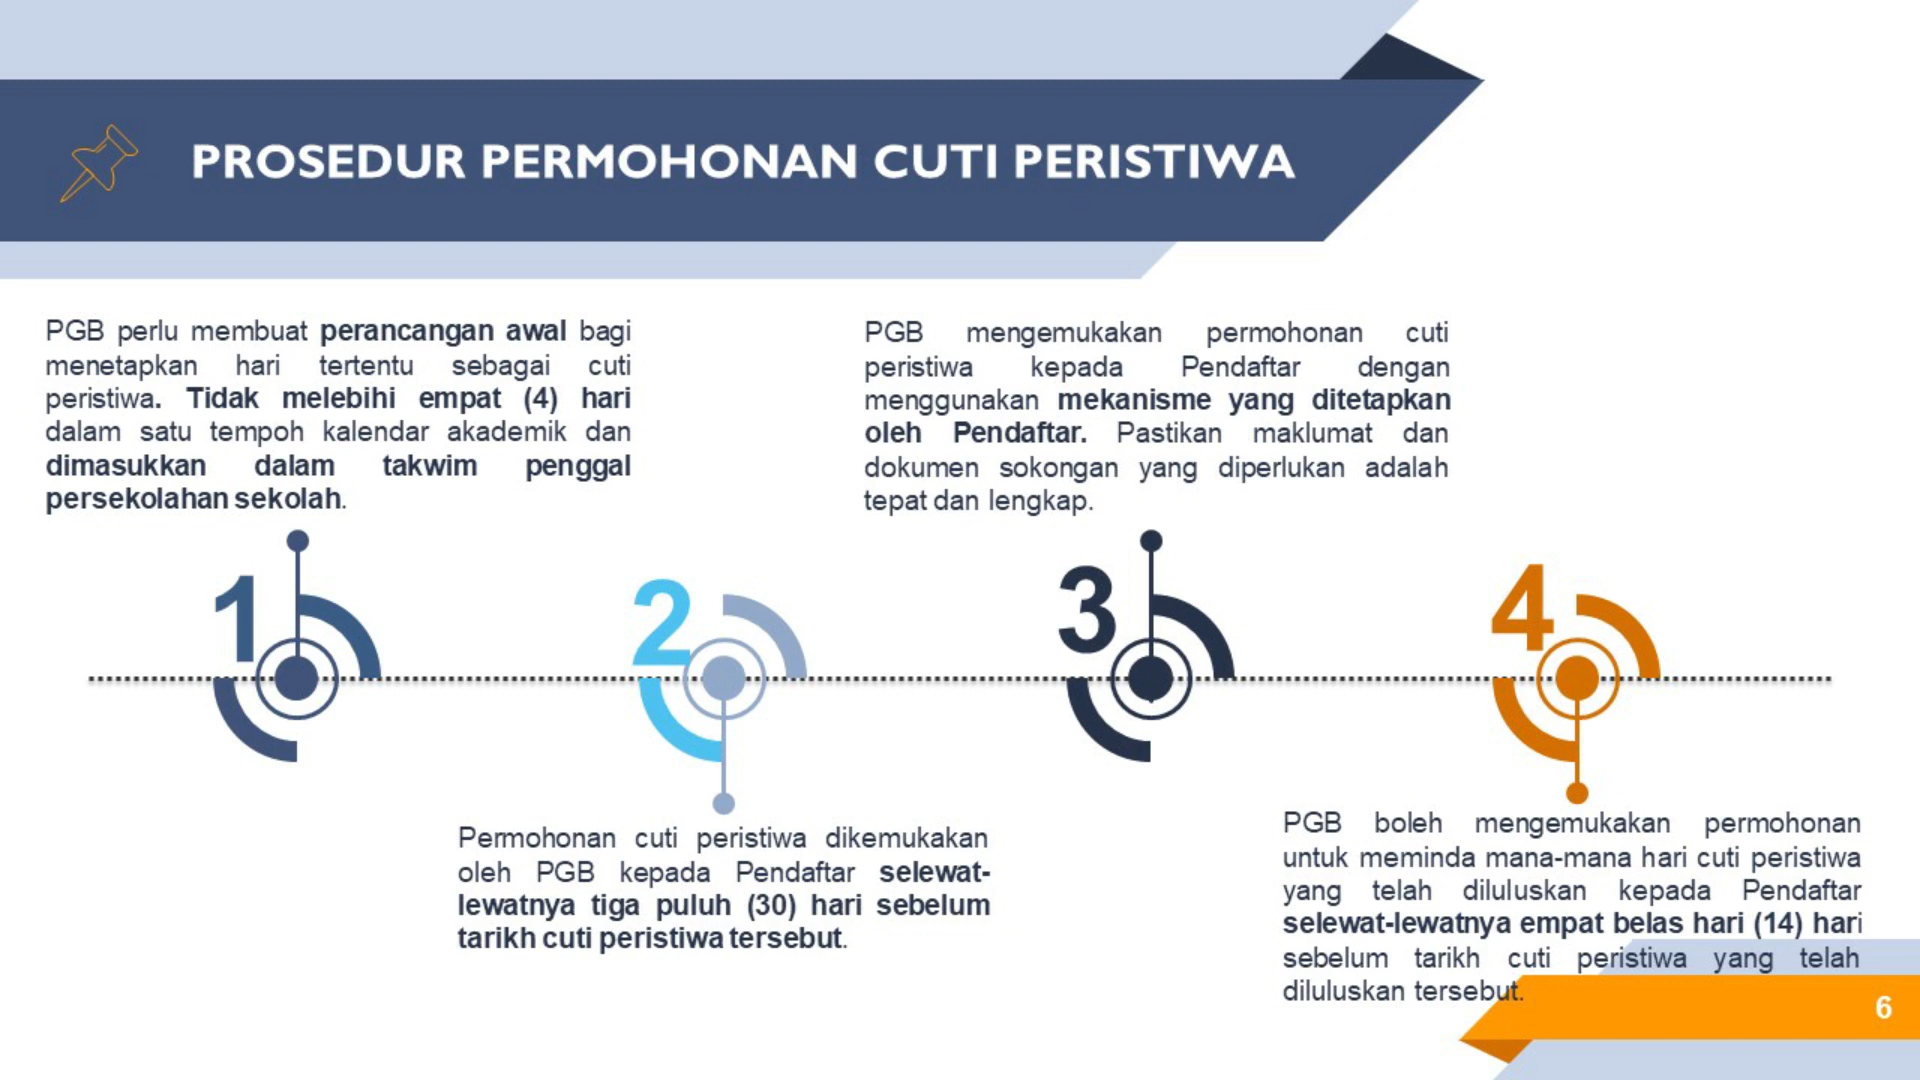 PROSEDUR PERMOHONAN CUTI PERISTIWA
PGB perlu membuat perancangan awal bagi
menetapkan hari tertentu sebagai cuti
peristiwa. Tidak melebihi empat (4) hari
dalam satu tempoh kalendar akademik dan
dimasukkan dalam takwim penggal
persekolahan sekolah.
1
2
Permohonan cuti peristiwa dikemukakan
oleh PGB kepada Pendaftar selewat-
lewatnya tiga puluh (30) hari sebelum
tarikh cuti peristiwa tersebut.
PGB mengemukakan permohonan cuti
peristiwa kepada Pendaftar dengan
menggunakan mekanisme yang ditetapkan
oleh Pendaftar. Pastikan maklumat dan
dokumen sokongan yang diperlukan adalah
tepat dan lengkap.
3
4
PGB boleh mengemukakan permohonan
untuk meminda mana-mana hari cuti peristiwa
yang telah diluluskan kepada Pendaftar
selewat-lewatnya empat belas hari (14) hari
sebelum tarikh cuti peristiwa yang telah
diluluskan tersebut.
6